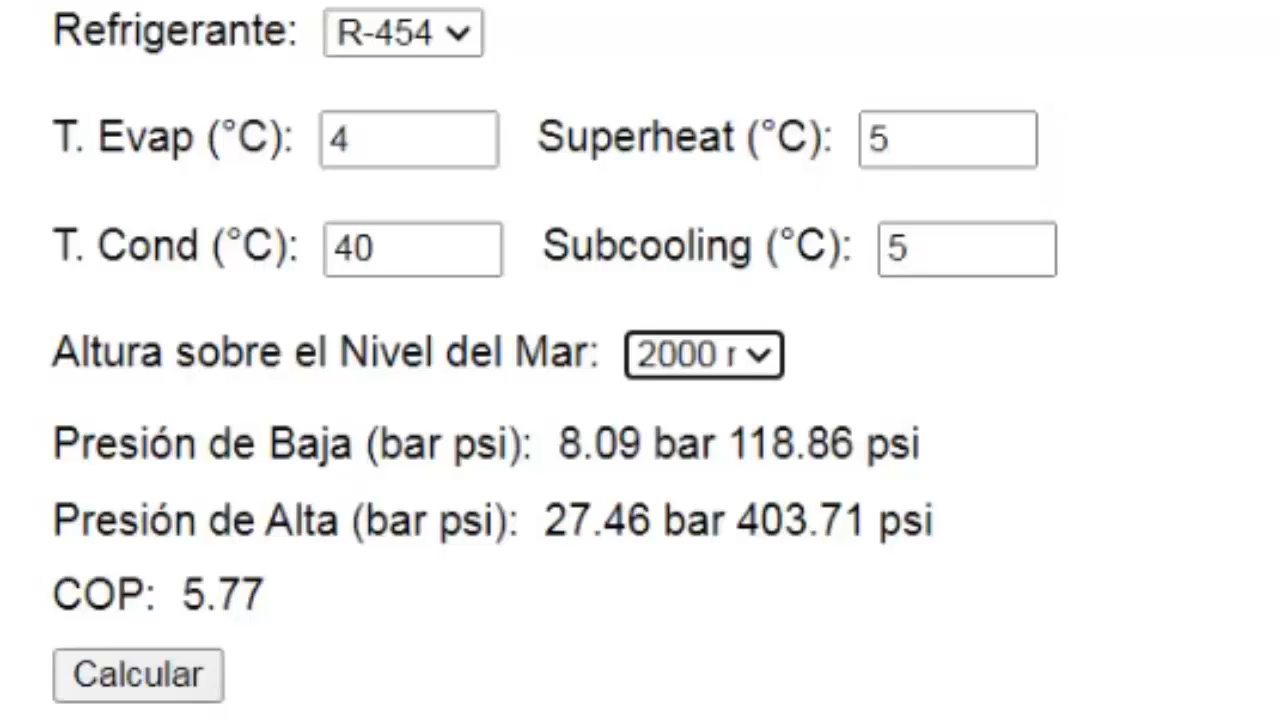 Refrigerante: R-454
T. Evap (°C): 4 Superheat (°C): 5
T. Cond (°C): 40 Subcooling (°C): 5
Altura sobre el Nivel del Mar: 2000 r
Presión de Baja (bar psi): 8.09 bar 118.86 psi
Presión de Alta (bar psi): 27.46 bar 403.71 psi
COP: 5.77
Calcular